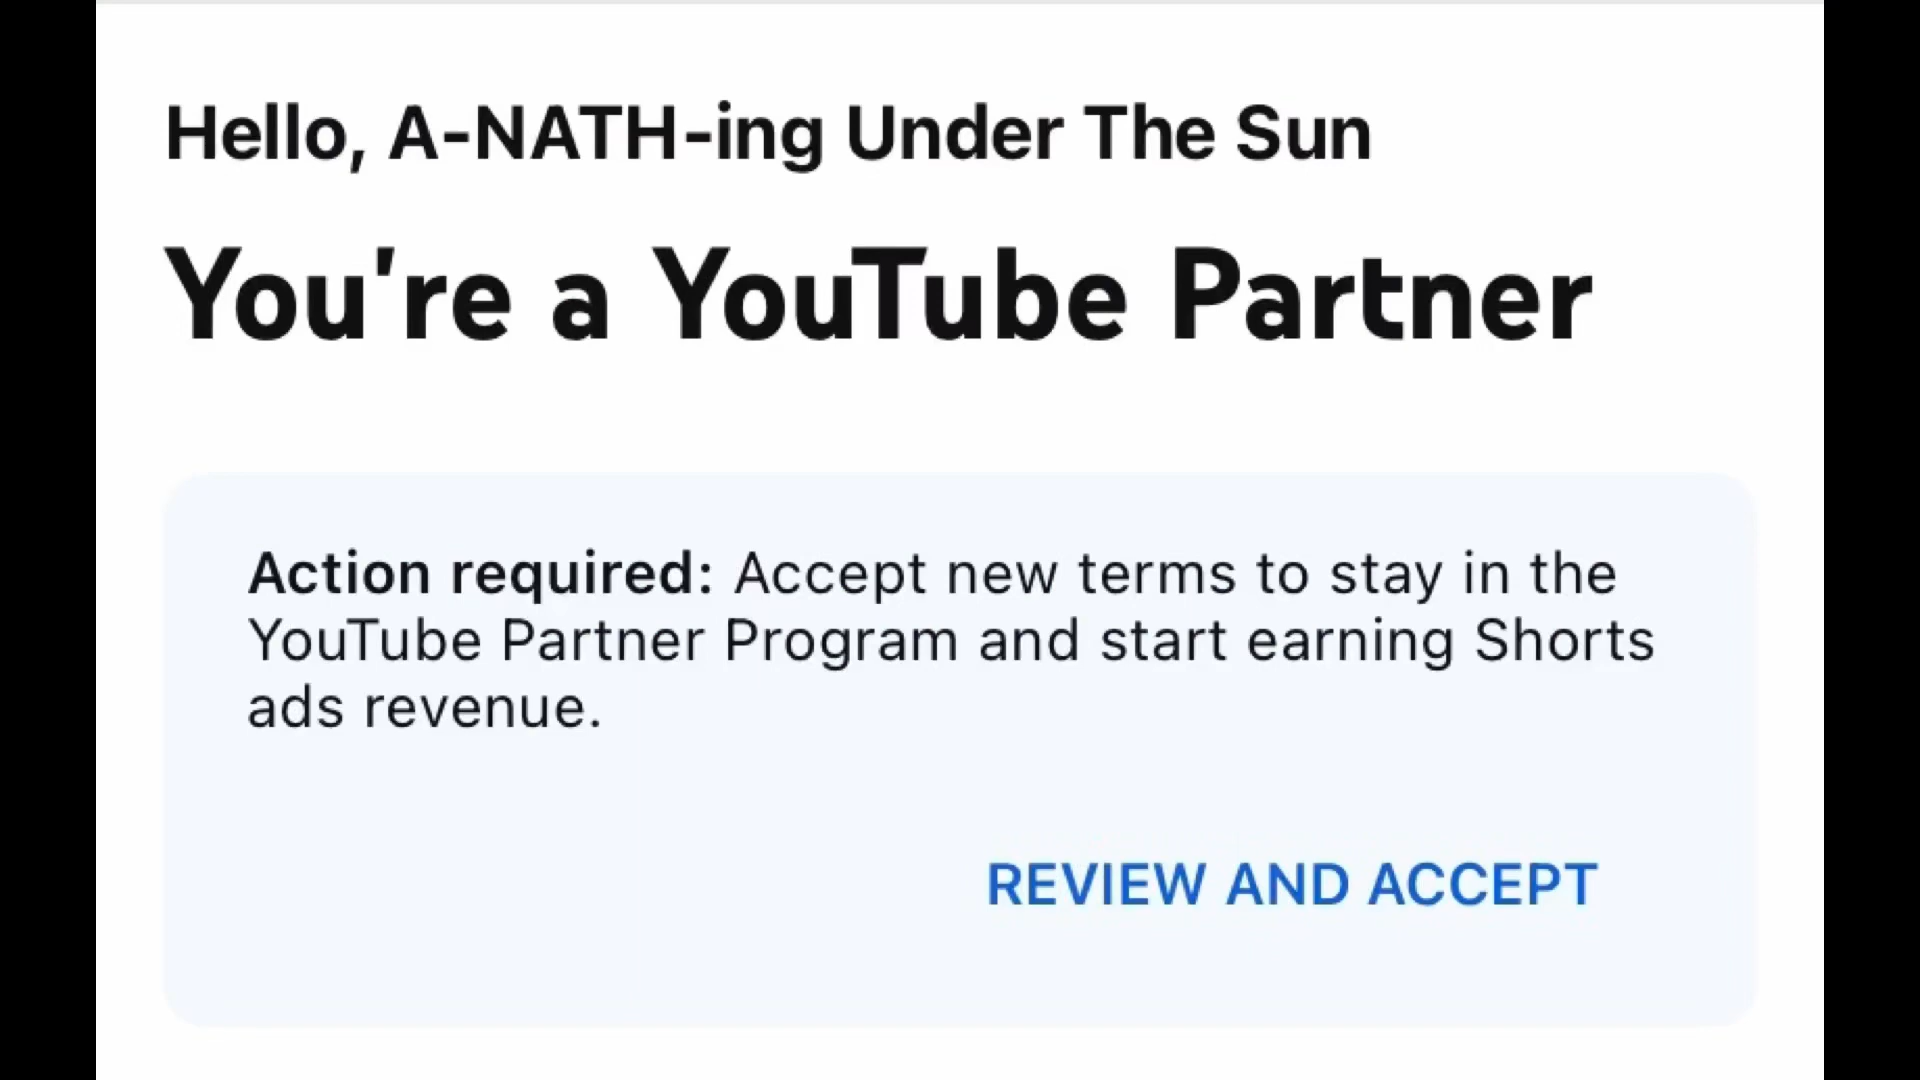 Hello, A-NATH-ing Under The Sun
You're a YouTube Partner
Action required: Accept new terms to stay in the
YouTube Partner Program and start earning Shorts
ads revenue.
REVIEW AND ACCEPT